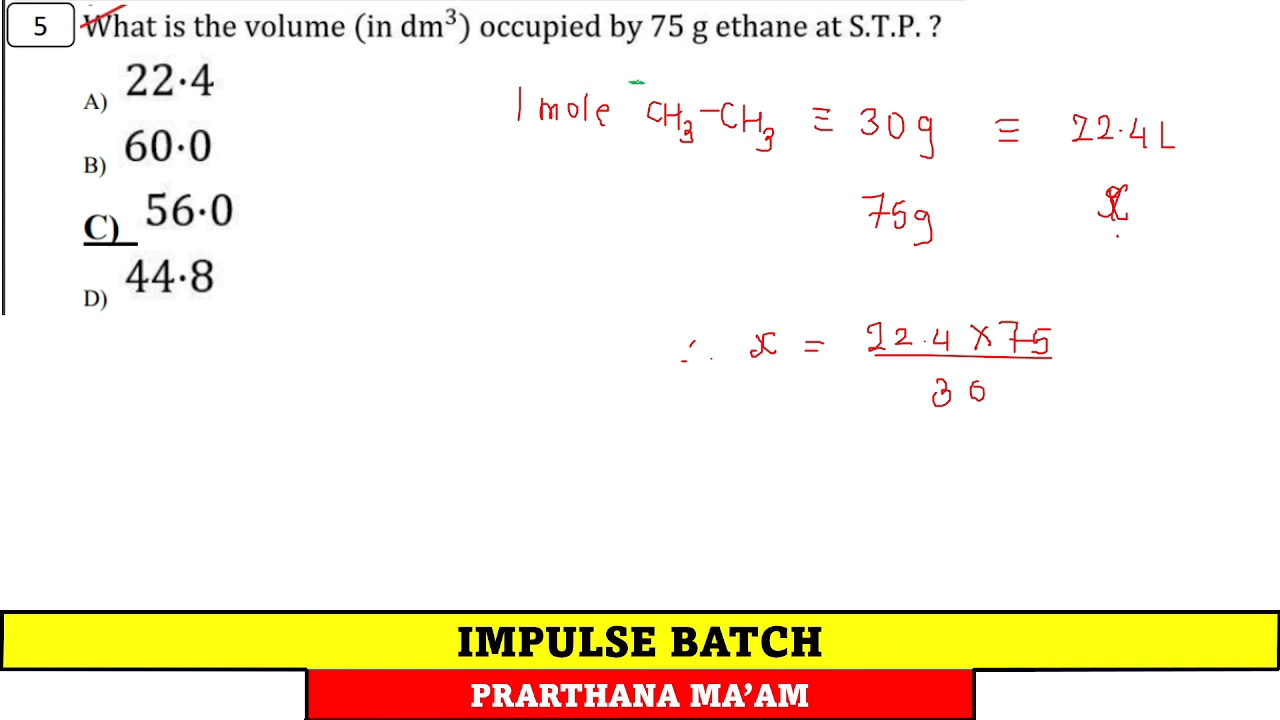 5 What is the volume (in dm³) occupied by 75 g ethane at S.T.P. ?
A) 22·4
B) 60·0
C) 56·0
D) 44·8
1 mole CH₃–CH₃ ≡ 30g ≡ 22.4 L
75g x
∴ x = 22.4 × 75
30
IMPULSE BATCH
PRARTHANA MA’AM